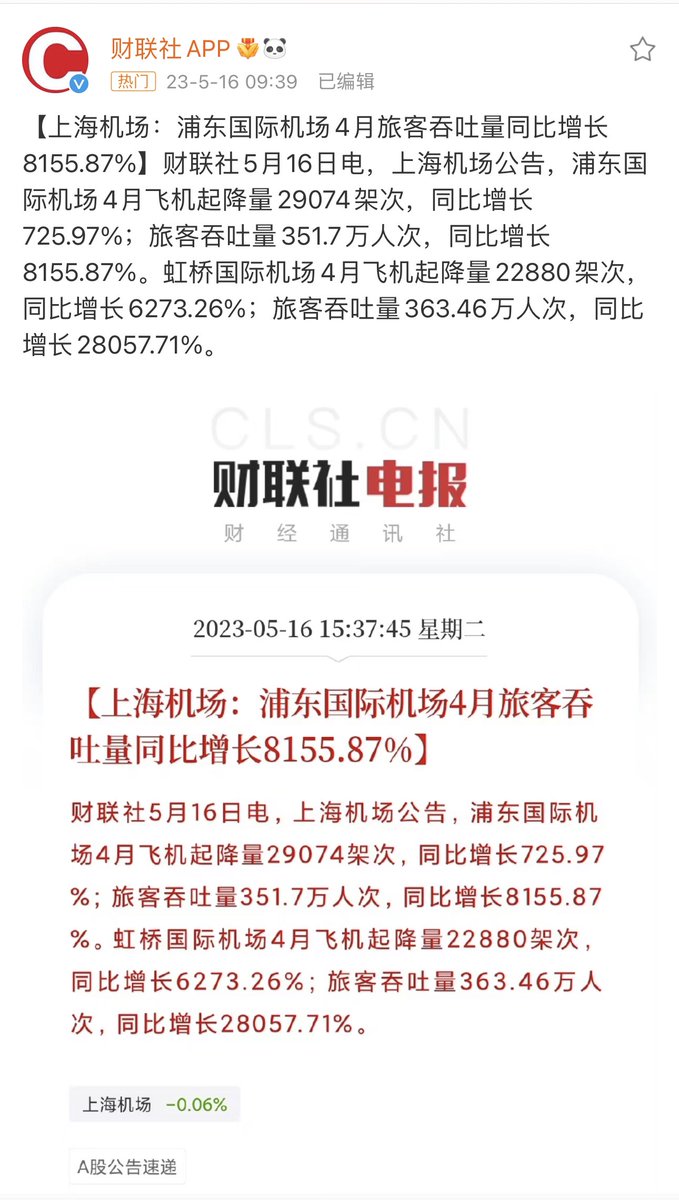 财联社APP
热门 23-5-16 09:39 已编辑
【上海机场：浦东国际机场4月旅客吞吐量同比增长
8155.87%】财联社5月16日电，上海机场公告，浦东国
际机场4月飞机起降量29074架次，同比增长
725.97%；旅客吞吐量351.7万人次，同比增长
8155.87%。虹桥国际机场4月飞机起降量22880架次，
同比增长6273.26%；旅客吞吐量363.46万人次，同比
增长28057.71%。
CLS.CN
财联社电报
财经通讯社
2023-05-16 15:37:45 星期二
【上海机场：浦东国际机场4月旅客吞
吐量同比增长8155.87%】
财联社5月16日电，上海机场公告，浦东国际机
场4月飞机起降量29074架次，同比增长725.97
%；旅客吞吐量351.7万人次，同比增长8155.87
%。虹桥国际机场4月飞机起降量22880架次，
同比增长6273.26%；旅客吞吐量363.46万人
次，同比增长28057.71%。
上海机场 -0.06%
A股公告速递